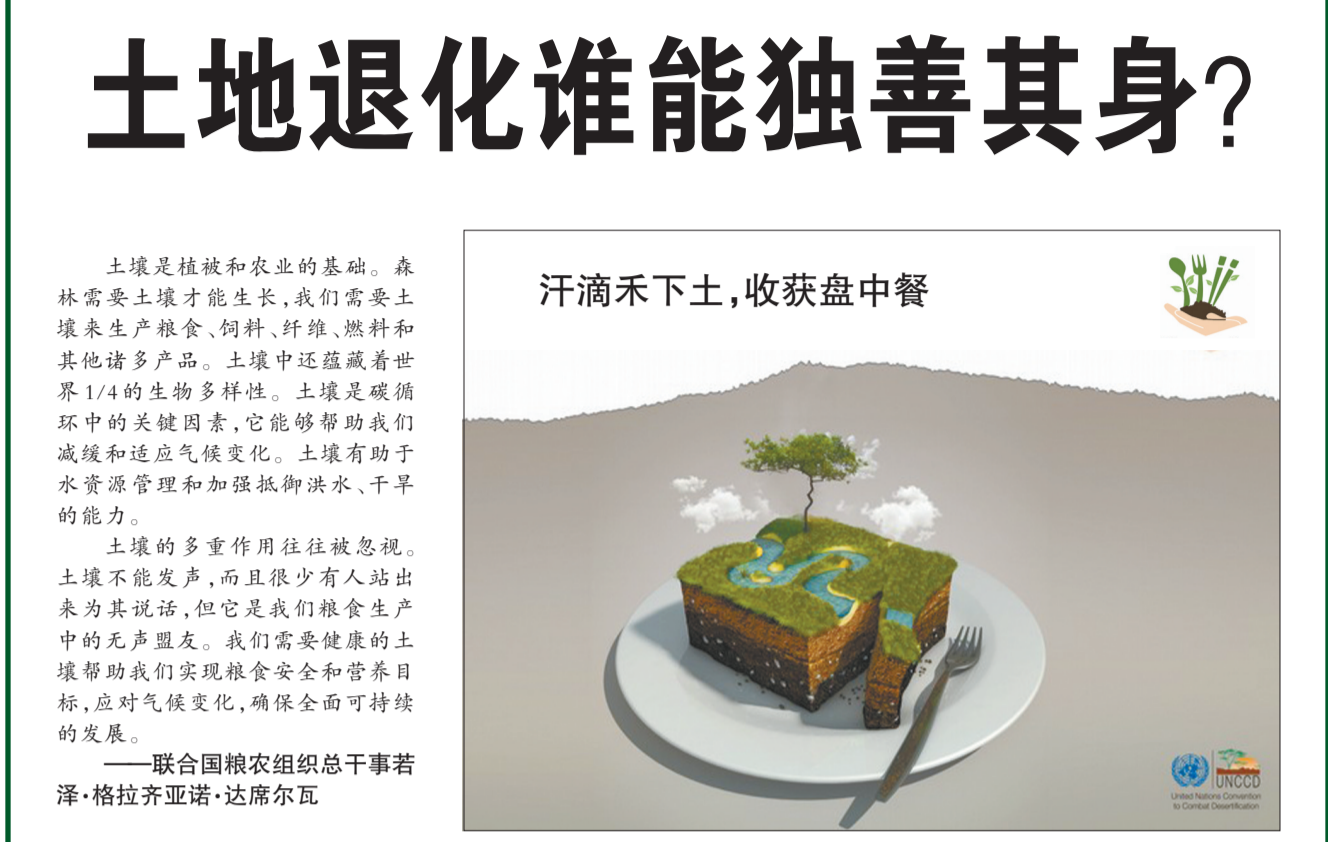 土地退化谁能独善其身?
土壤是植被和农业的基础。森
林需要土壤才能生长,我们需要土
壤来生产粮食、饲料、纤维、燃料和
其他诸多产品。土壤中还蕴藏着世
界1/4的生物多样性。土壤是碳循
环中的关键因素,它能够帮助我们
减缓和适应气候变化。土壤有助于
水资源管理和加强抵御洪水、干旱
的能力。
土壤的多重作用往往被忽视。
土壤不能发声,而且很少有人站出
来为其说话,但它是我们粮食生产
中的无声盟友。我们需要健康的土
壤帮助我们实现粮食安全和营养目
标,应对气候变化,确保全面可持续
的发展。
——联合国粮农组织总干事若
泽·格拉齐亚诺·达席尔瓦
汗滴禾下土,收获盘中餐
UNCCD
United Nations Convention
to Combat Desertification